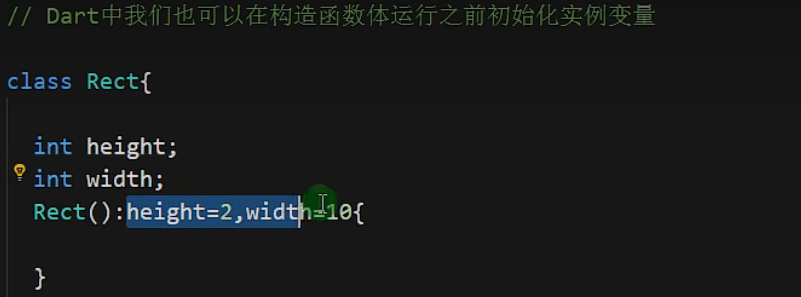 // Dart中我们也可以在构造函数体运行之前初始化实例变量
class Rect{
int height;
int width;
Rect():height=2,width=10{
}